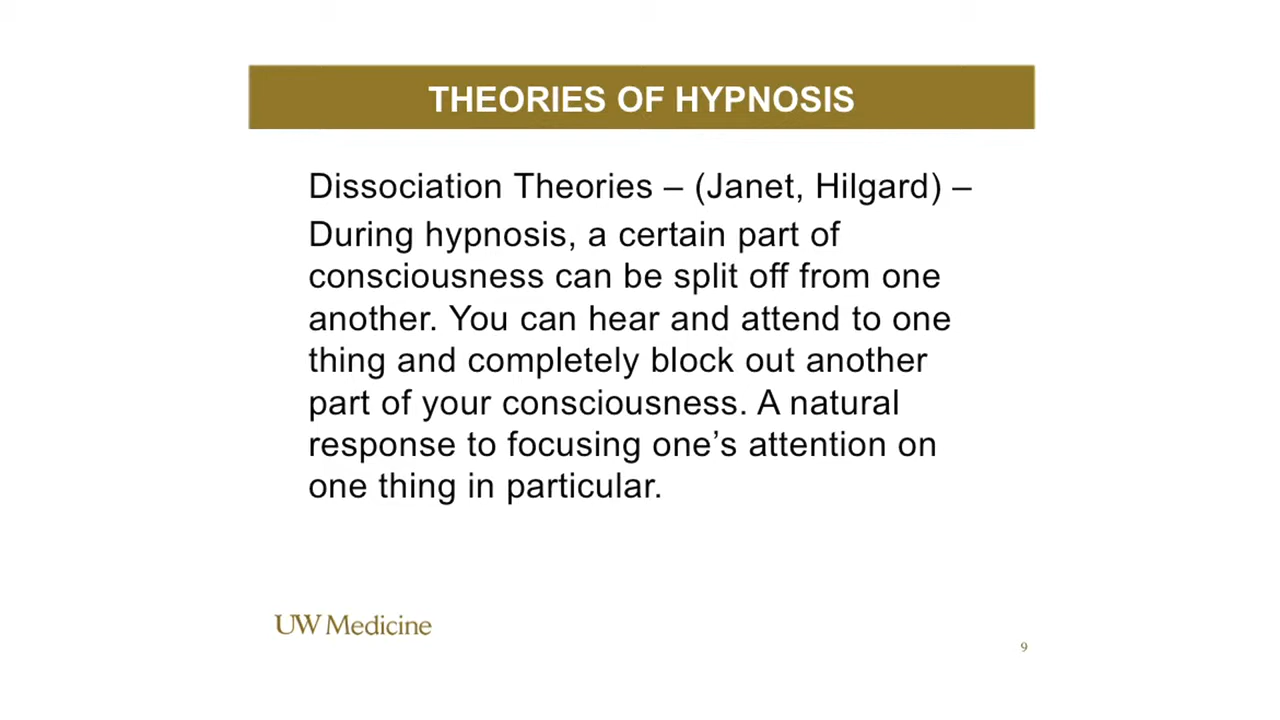 THEORIES OF HYPNOSIS
Dissociation Theories – (Janet, Hilgard) –
During hypnosis, a certain part of
consciousness can be split off from one
another. You can hear and attend to one
thing and completely block out another
part of your consciousness. A natural
response to focusing one’s attention on
one thing in particular.
UW Medicine
9